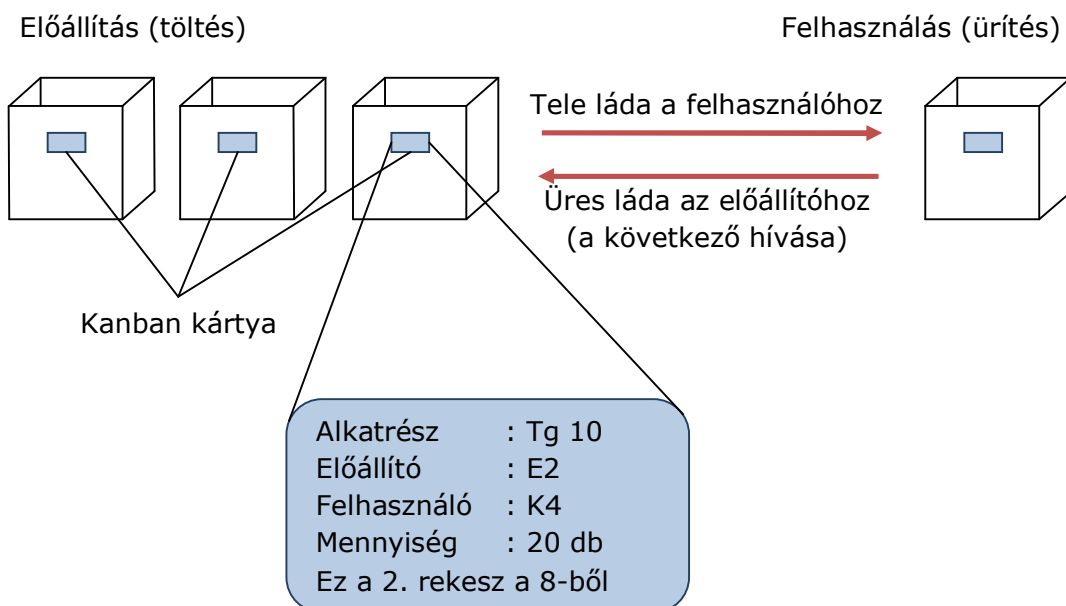 Előállítás (töltés)
Felhasználás (ürítés)
Tele láda a felhasználóhoz
Üres láda az előállítóhoz
(a következő hívása)
Kanban kártya
Alkatrész : Tg 10
Előállító : E2
Felhasználó : K4
Mennyiség : 20 db
Ez a 2. rekesz a 8-ből